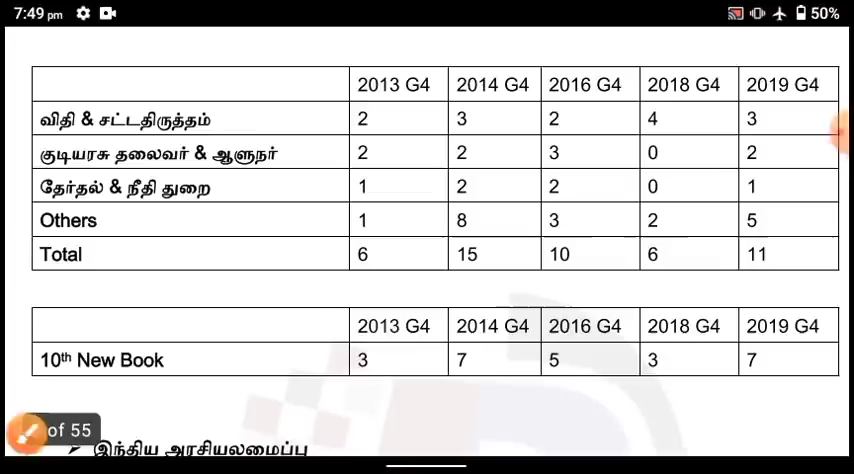 7:49 pm 50%
2013 G4 2014 G4 2016 G4 2018 G4 2019 G4
விதி & சட்டதிருத்தம் 2 3 2 4 3
குடியரசு தலைவர் & ஆளுநர் 2 2 3 0 2
தேர்தல் & நீதி துறை 1 2 2 0 1
Others 1 8 3 2 5
Total 6 15 10 6 11
2013 G4 2014 G4 2016 G4 2018 G4 2019 G4
10th New Book 3 7 5 3 7
of 55
இந்திய அரசியலமைப்பு